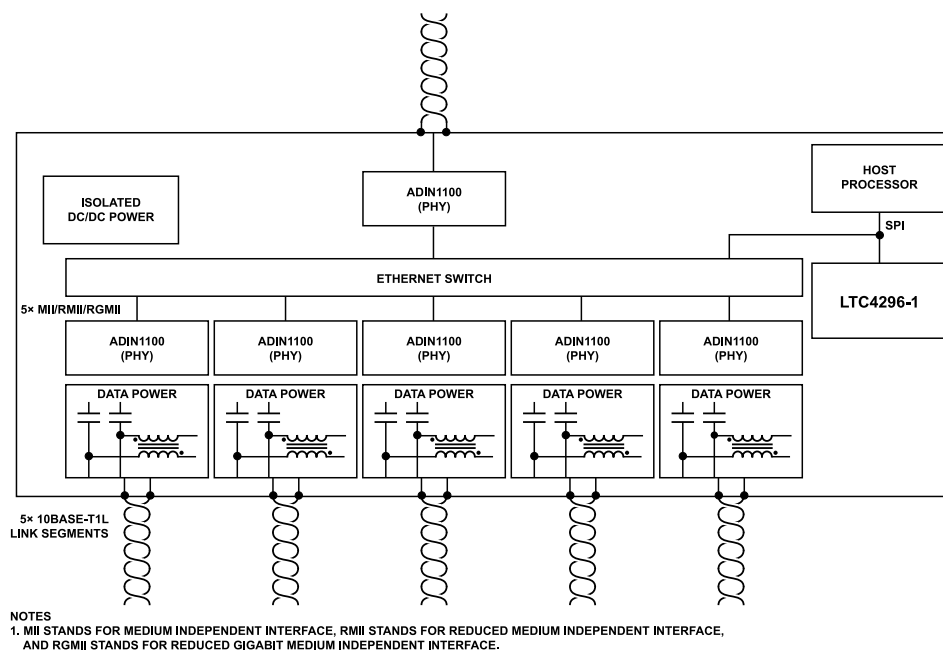 ISOLATED
DC/DC POWER
ADIN1100
(PHY)
HOST
PROCESSOR
SPI
ETHERNET SWITCH
LTC4296-1
5× MII/RMII/RGMII
ADIN1100
(PHY)
ADIN1100
(PHY)
ADIN1100
(PHY)
ADIN1100
(PHY)
ADIN1100
(PHY)
DATA POWER
DATA POWER
DATA POWER
DATA POWER
DATA POWER
5× 10BASE-T1L
LINK SEGMENTS
NOTES
1. MII STANDS FOR MEDIUM INDEPENDENT INTERFACE, RMII STANDS FOR REDUCED MEDIUM INDEPENDENT INTERFACE,
AND RGMII STANDS FOR REDUCED GIGABIT MEDIUM INDEPENDENT INTERFACE.